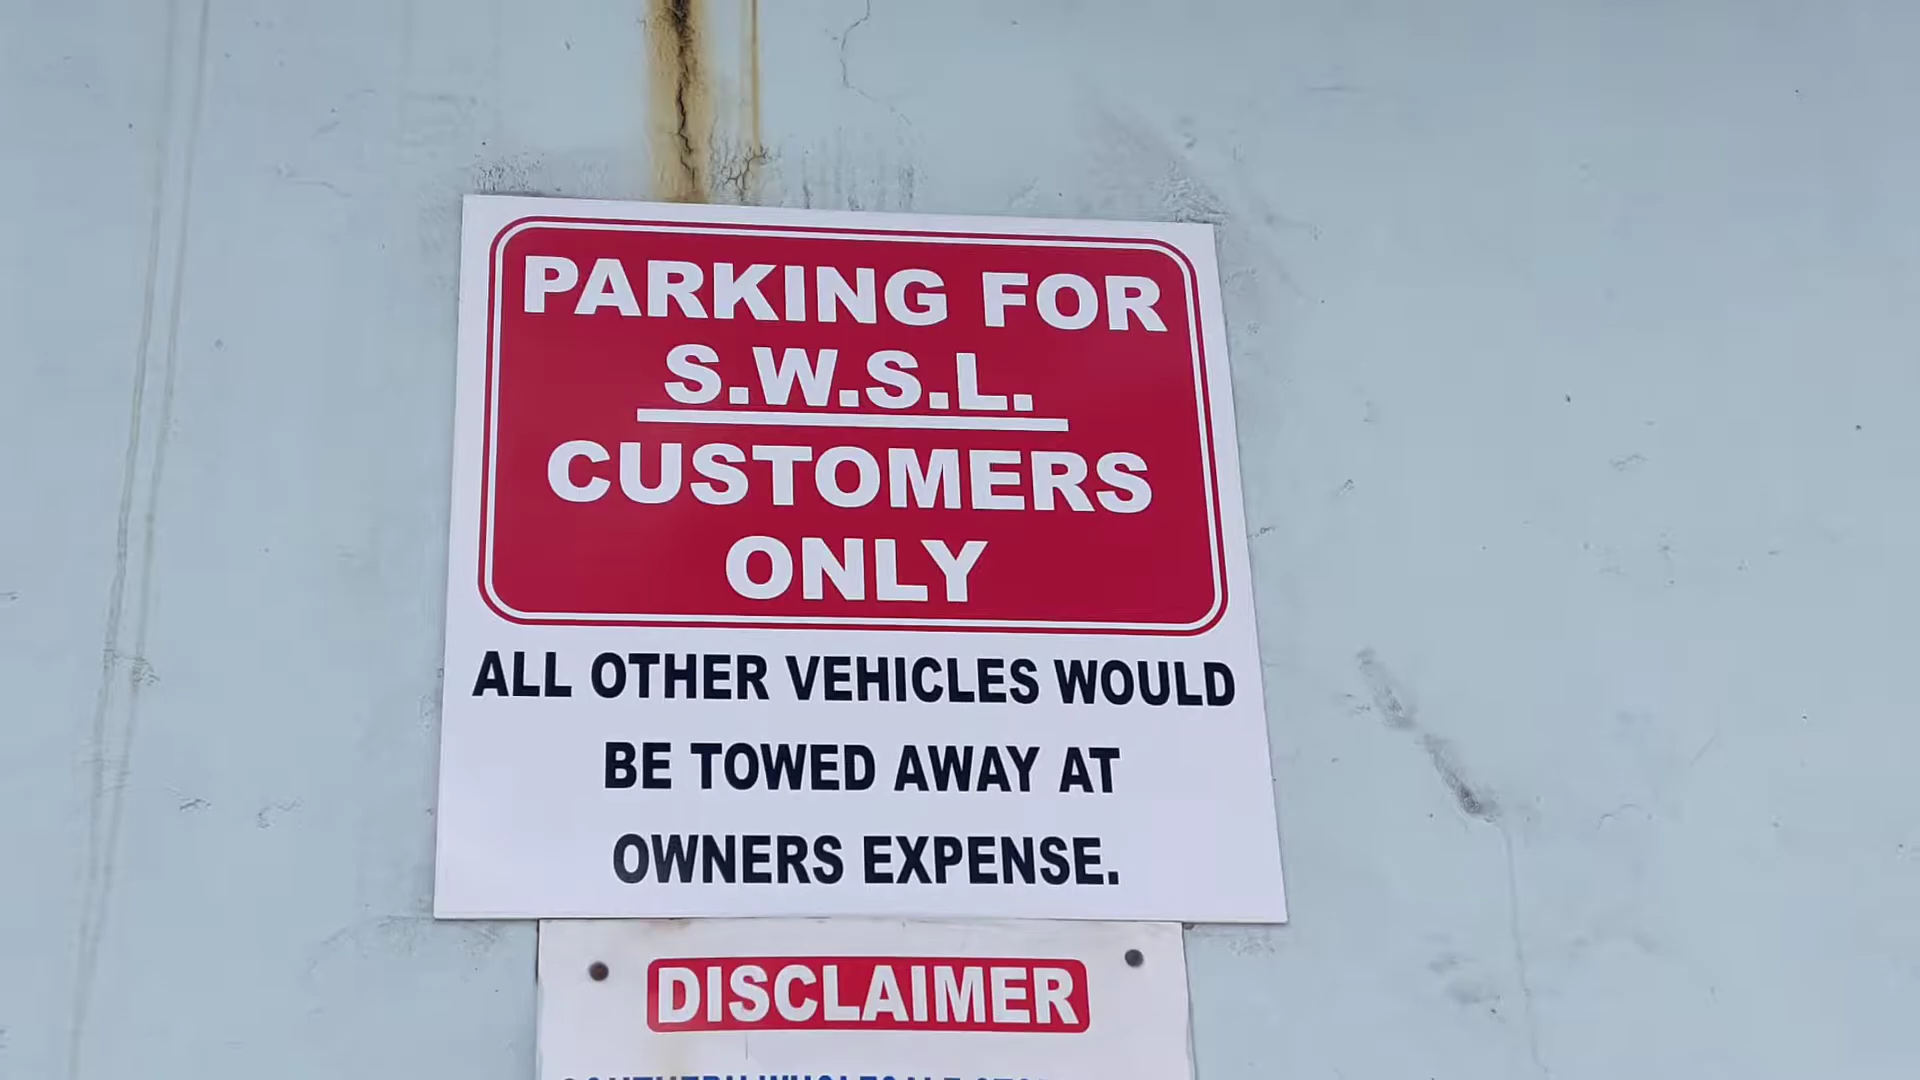 PARKING FOR
S.W.S.L.
CUSTOMERS
ONLY
ALL OTHER VEHICLES WOULD
BE TOWED AWAY AT
OWNERS EXPENSE.
DISCLAIMER